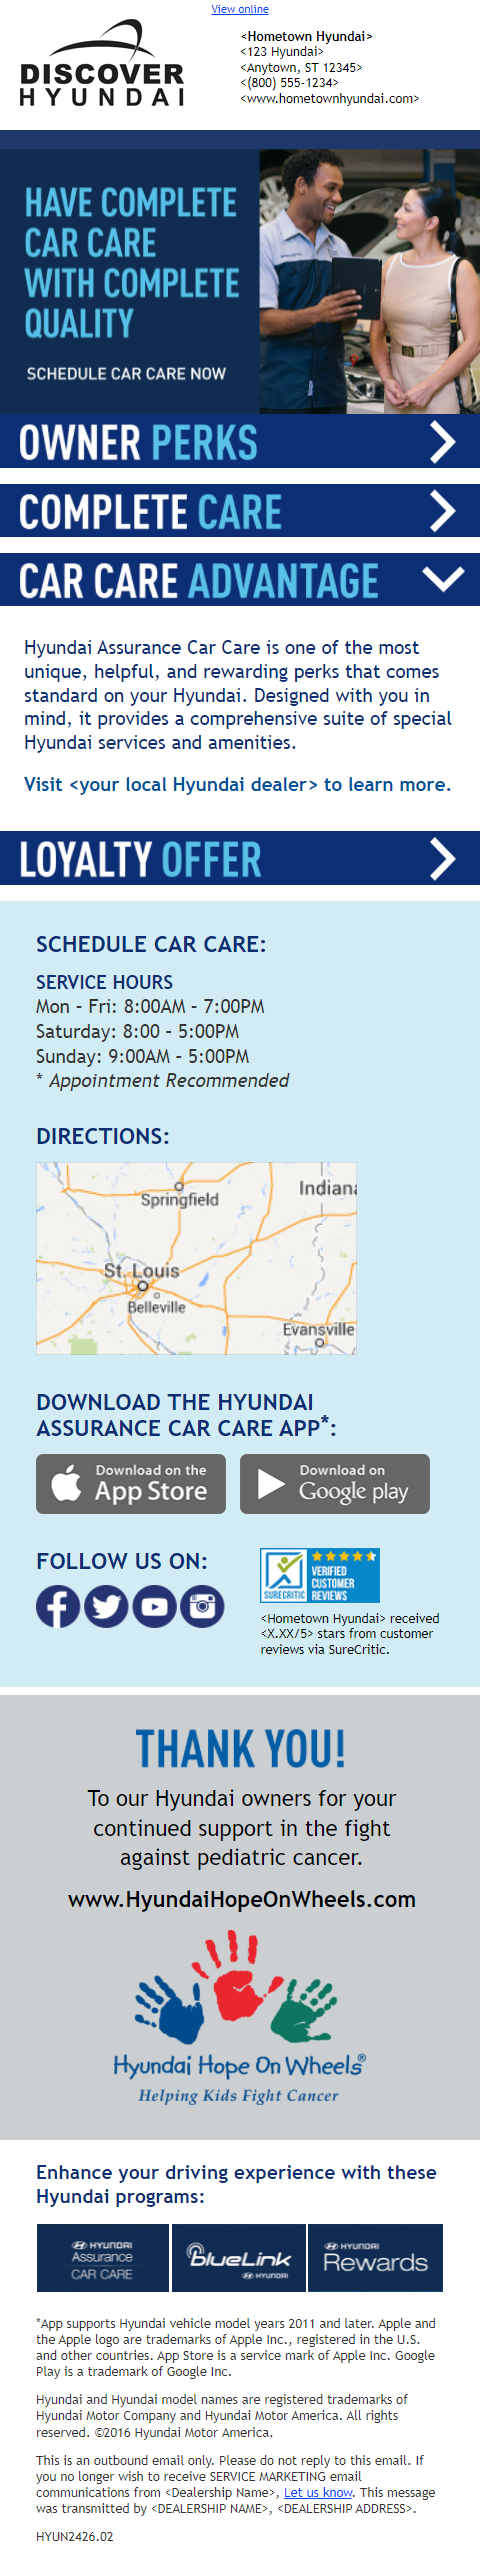 View online
DISCOVER
HYUNDAI
<Hometown Hyundai>
<123 Hyundai>
<Anytown, ST 12345>
<(800) 555-1234>
<www.hometownhyundai.com>
HAVE COMPLETE
CAR CARE
WITH COMPLETE
QUALITY
SCHEDULE CAR CARE NOW
OWNER PERKS
COMPLETE CARE
CAR CARE ADVANTAGE
Hyundai Assurance Car Care is one of the most
unique, helpful, and rewarding perks that comes
standard on your Hyundai. Designed with you in
mind, it provides a comprehensive suite of special
Hyundai services and amenities.
Visit <your local Hyundai dealer> to learn more.
LOYALTY OFFER
SCHEDULE CAR CARE:
SERVICE HOURS
Mon - Fri: 8:00AM - 7:00PM
Saturday: 8:00 - 5:00PM
Sunday: 9:00AM - 5:00PM
* Appointment Recommended
DIRECTIONS:
Springfield
Indiana
St. Louis
Belleville
Evansville
DOWNLOAD THE HYUNDAI
ASSURANCE CAR CARE APP*:
Download on the
App Store
Download on
Google play
FOLLOW US ON:
SURECRITIC
VERIFIED
CUSTOMER
REVIEWS
<Hometown Hyundai> received
<X.XX/5> stars from customer
reviews via SureCritic.
THANK YOU!
To our Hyundai owners for your
continued support in the fight
against pediatric cancer.
www.HyundaiHopeOnWheels.com
Hyundai Hope On Wheels®
Helping Kids Fight Cancer
Enhance your driving experience with these
Hyundai programs:
HYUNDAI
Assurance
CAR CARE
BlueLink
HYUNDAI
HYUNDAI
Rewards
*App supports Hyundai vehicle model years 2011 and later. Apple and
the Apple logo are trademarks of Apple Inc., registered in the U.S.
and other countries. App Store is a service mark of Apple Inc. Google
Play is a trademark of Google Inc.
Hyundai and Hyundai model names are registered trademarks of
Hyundai Motor Company and Hyundai Motor America. All rights
reserved. ©2016 Hyundai Motor America.
This is an outbound email only. Please do not reply to this email. If
you no longer wish to receive SERVICE MARKETING email
communications from <Dealership Name>, Let us know. This message
was transmitted by <DEALERSHIP NAME>, <DEALERSHIP ADDRESS>.
HYUN2426.02